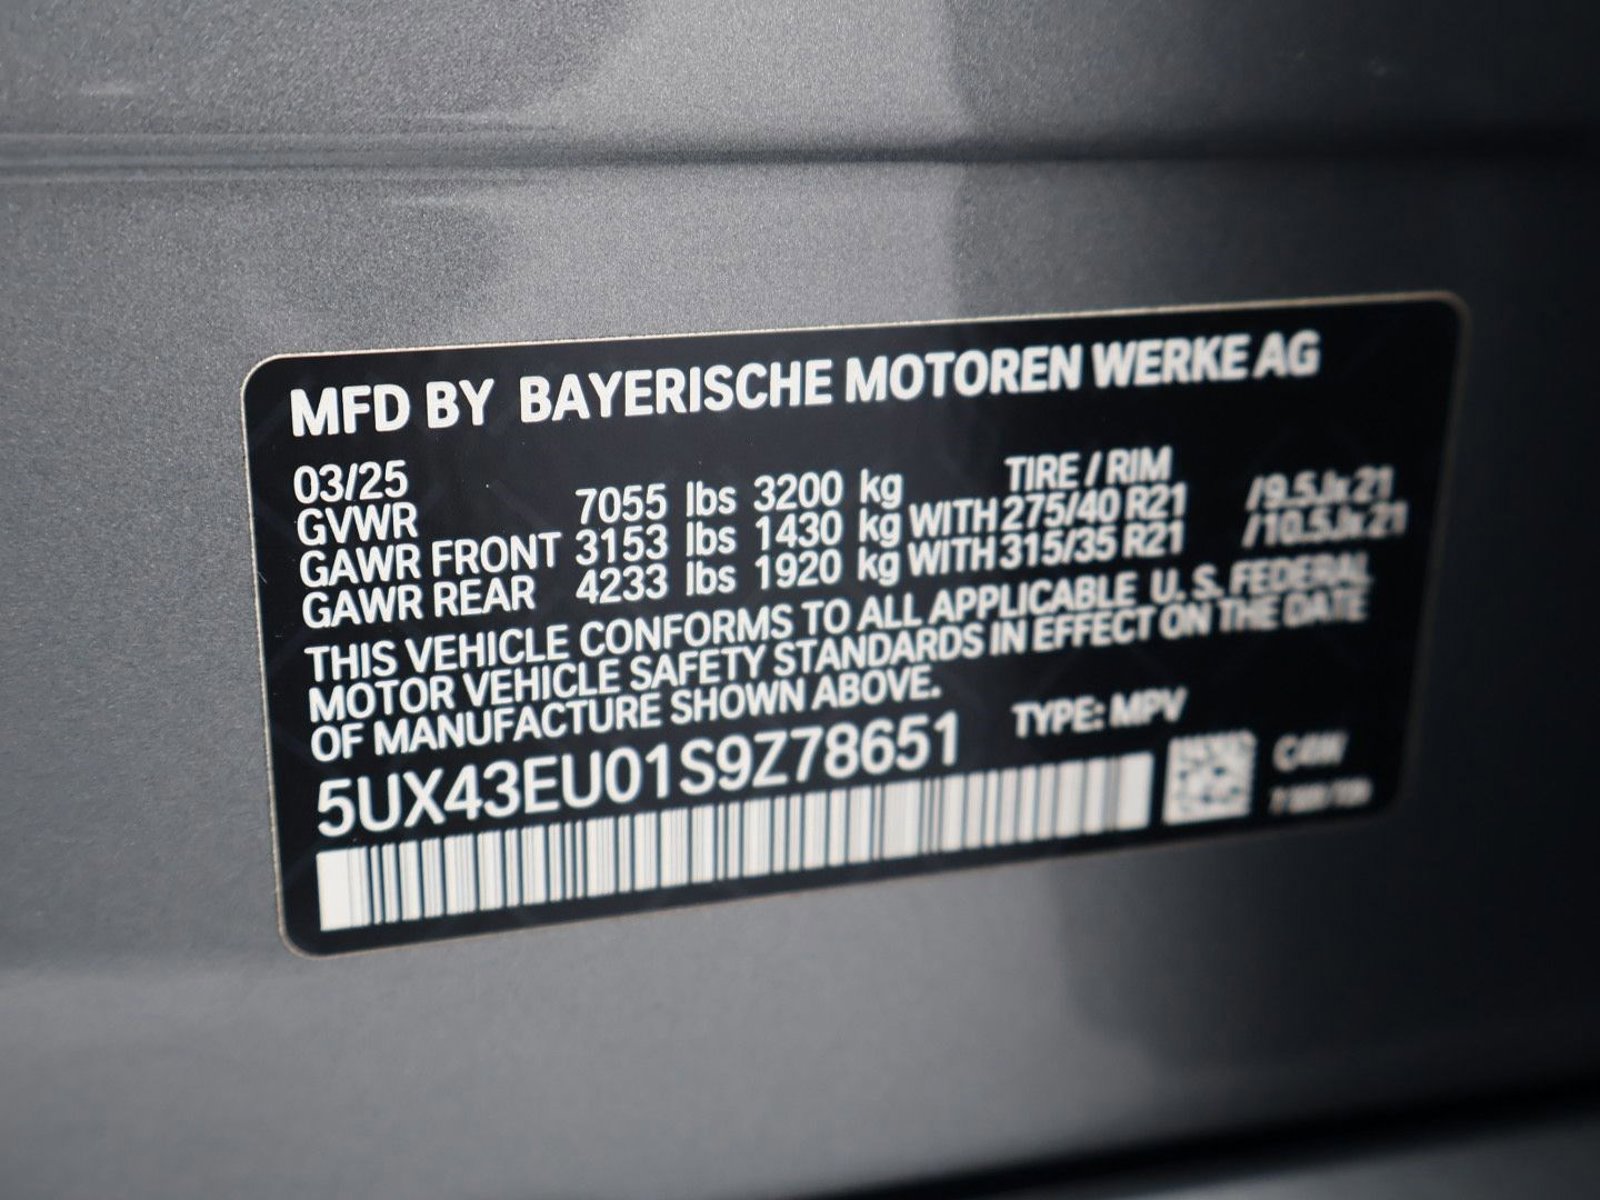 MFD BY BAYERISCHE MOTOREN WERKE AG
03/25 TIRE / RIM
GVWR 7055 lbs 3200 kg
GAWR FRONT 3153 lbs 1430 kg WITH 275/40 R21 /9.5Jx21
GAWR REAR 4233 lbs 1920 kg WITH 315/35 R21 /10.5Jx21
THIS VEHICLE CONFORMS TO ALL APPLICABLE U. S. FEDERAL
MOTOR VEHICLE SAFETY STANDARDS IN EFFECT ON THE DATE
OF MANUFACTURE SHOWN ABOVE.
5UX43EU01S9Z78651 TYPE: MPV